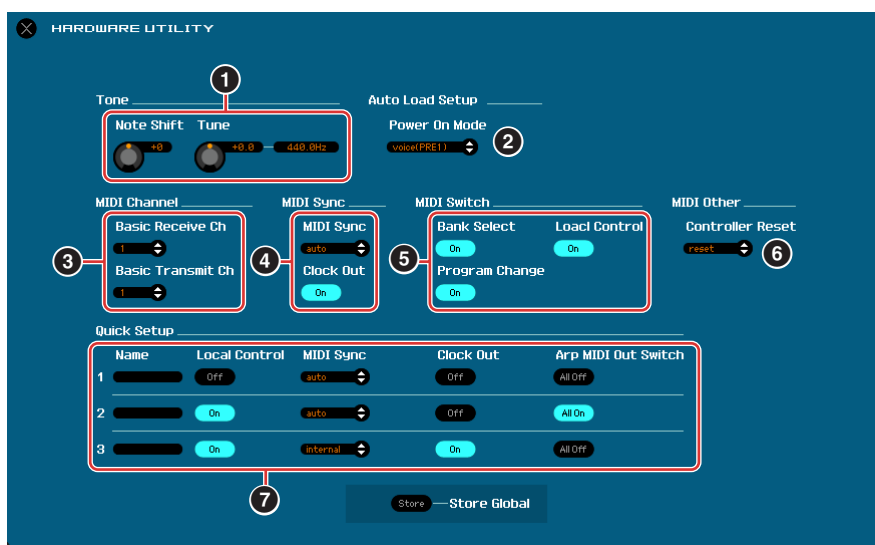 HARDWARE UTILITY
1
Tone
Auto Load Setup
Note Shift Tune
Power On Mode
+0 +0.0 440.0Hz
voice(PRE1) 2
MIDI Channel MIDI Sync MIDI Switch MIDI Other
Basic Receive Ch MIDI Sync Bank Select Loacl Control Controller Reset
1 auto On On reset
3 4 5 6
Basic Transmit Ch Clock Out Program Change
1 On On
Quick Setup
Name Local Control MIDI Sync Clock Out Arp MIDI Out Switch
1 Off auto Off All Off
2 On auto Off All On
3 On internal On All Off
7
Store Store Global